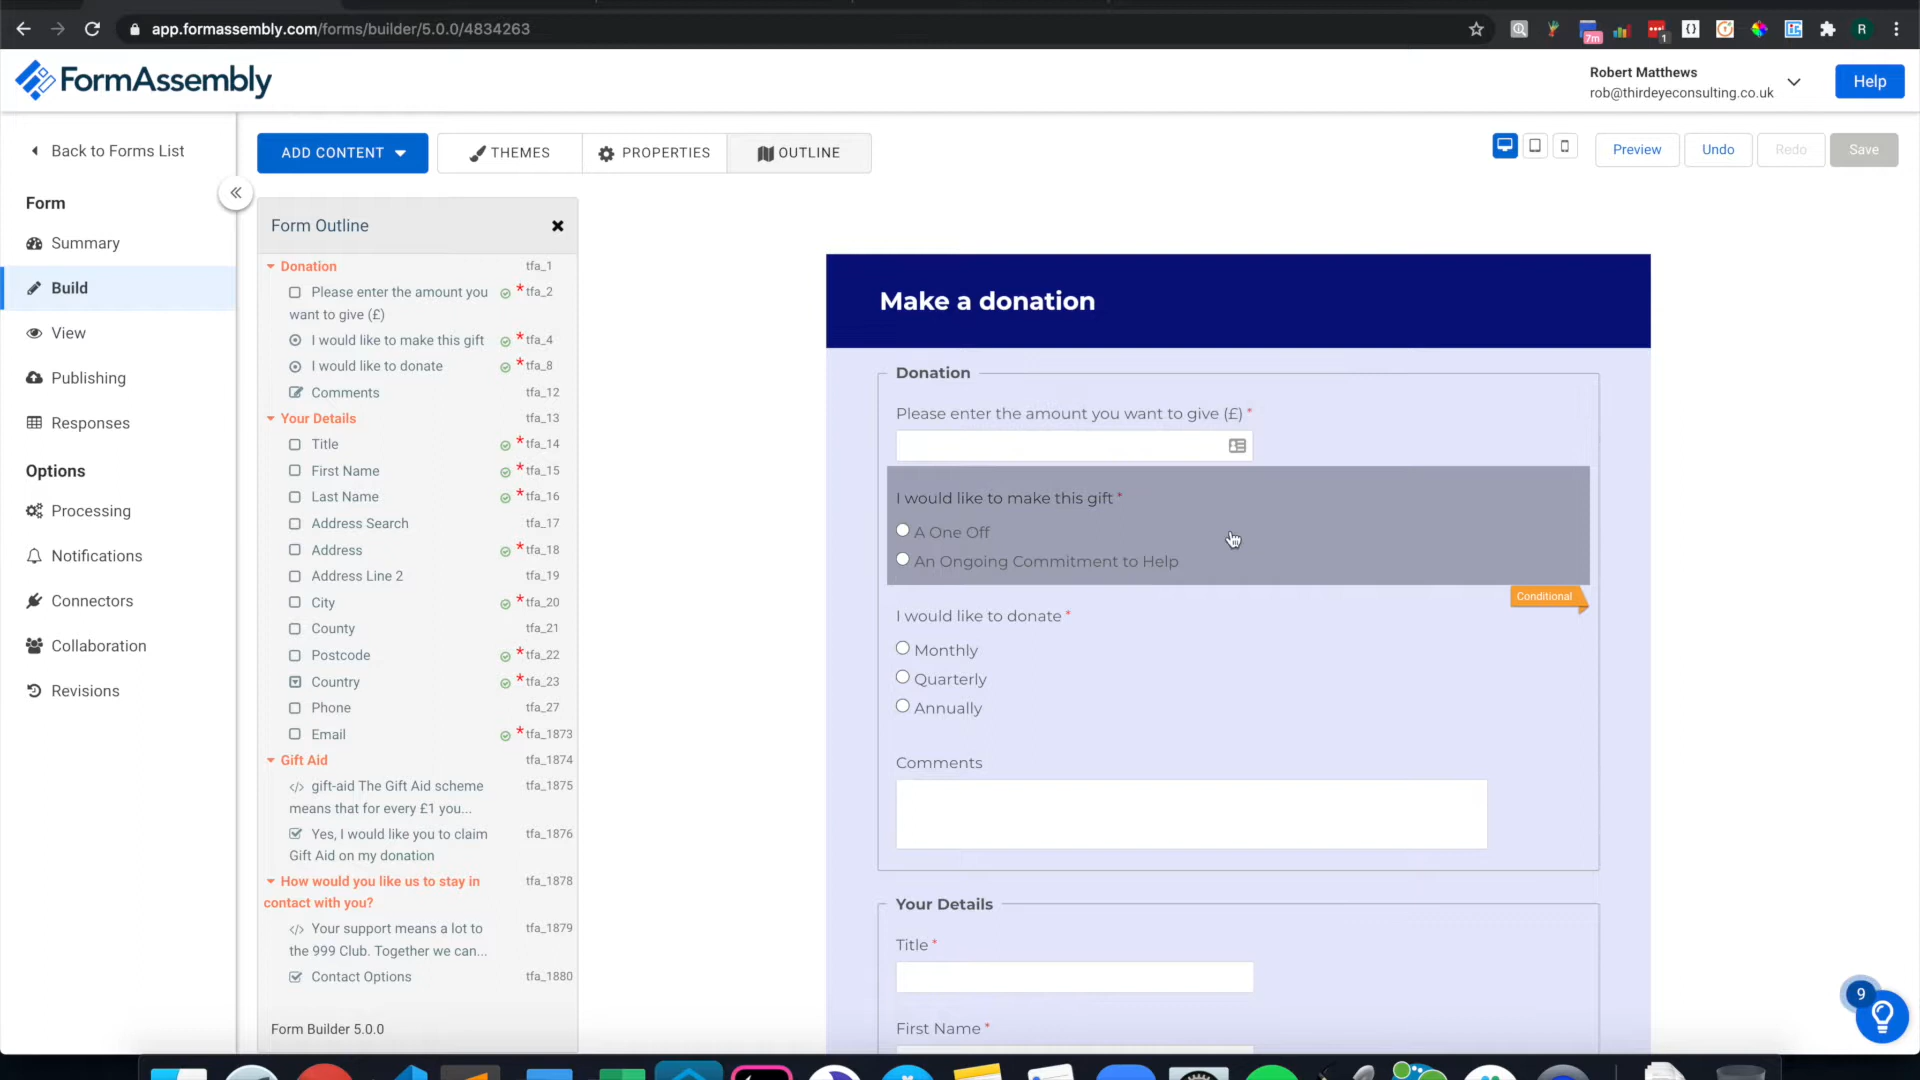 app.formassembly.com/forms/builder/5.0.0/4834263
7m
1
R
FormAssembly
Robert Matthews
rob@thirdeyeconsulting.co.uk
Help
Back to Forms List
ADD CONTENT
THEMES
PROPERTIES
OUTLINE
Preview
Undo
Redo
Save
Form
Summary
Build
View
Publishing
Responses
Options
Processing
Notifications
Connectors
Collaboration
Revisions
Form Outline
Donation tfa_1
Please enter the amount you * tfa_2
want to give (£)
I would like to make this gift * tfa_4
I would like to donate * tfa_8
Comments tfa_12
Your Details tfa_13
Title * tfa_14
First Name * tfa_15
Last Name * tfa_16
Address Search tfa_17
Address * tfa_18
Address Line 2 tfa_19
City * tfa_20
County tfa_21
Postcode * tfa_22
Country * tfa_23
Phone tfa_27
Email * tfa_1873
Gift Aid tfa_1874
gift-aid The Gift Aid scheme tfa_1875
means that for every £1 you...
Yes, I would like you to claim tfa_1876
Gift Aid on my donation
How would you like us to stay in tfa_1878
contact with you?
Your support means a lot to tfa_1879
the 999 Club. Together we can...
Contact Options tfa_1880
Form Builder 5.0.0
Make a donation
Donation
Please enter the amount you want to give (£) *
I would like to make this gift *
A One Off
An Ongoing Commitment to Help
Conditional
I would like to donate *
Monthly
Quarterly
Annually
Comments
Your Details
Title *
First Name *
9